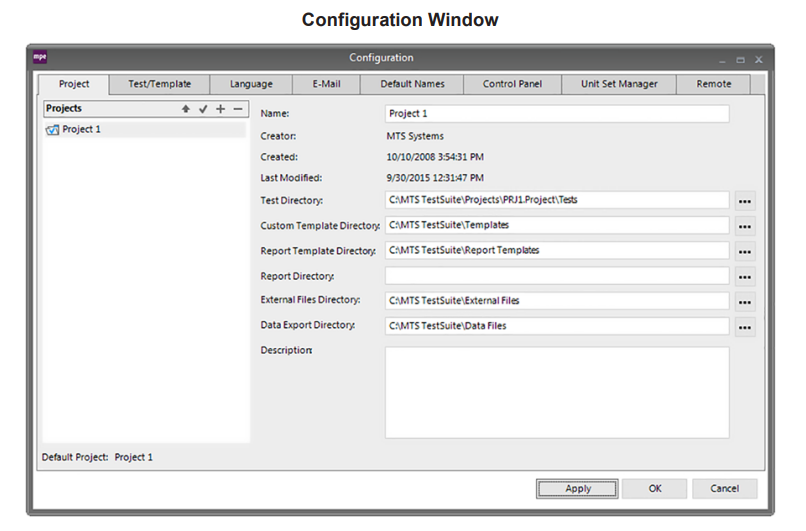 Configuration Window
mpe
Configuration
Project Test/Template Language E-Mail Default Names Control Panel Unit Set Manager Remote
Projects
Project 1
Name: Project 1
Creator: MTS Systems
Created: 10/10/2008 3:54:31 PM
Last Modified: 9/30/2015 12:31:47 PM
Test Directory: C:\MTS TestSuite\Projects\PRJ1.Project\Tests
Custom Template Directory: C:\MTS TestSuite\Templates
Report Template Directory: C:\MTS TestSuite\Report Templates
Report Directory:
External Files Directory: C:\MTS TestSuite\External Files
Data Export Directory: C:\MTS TestSuite\Data Files
Description:
Default Project: Project 1
Apply OK Cancel